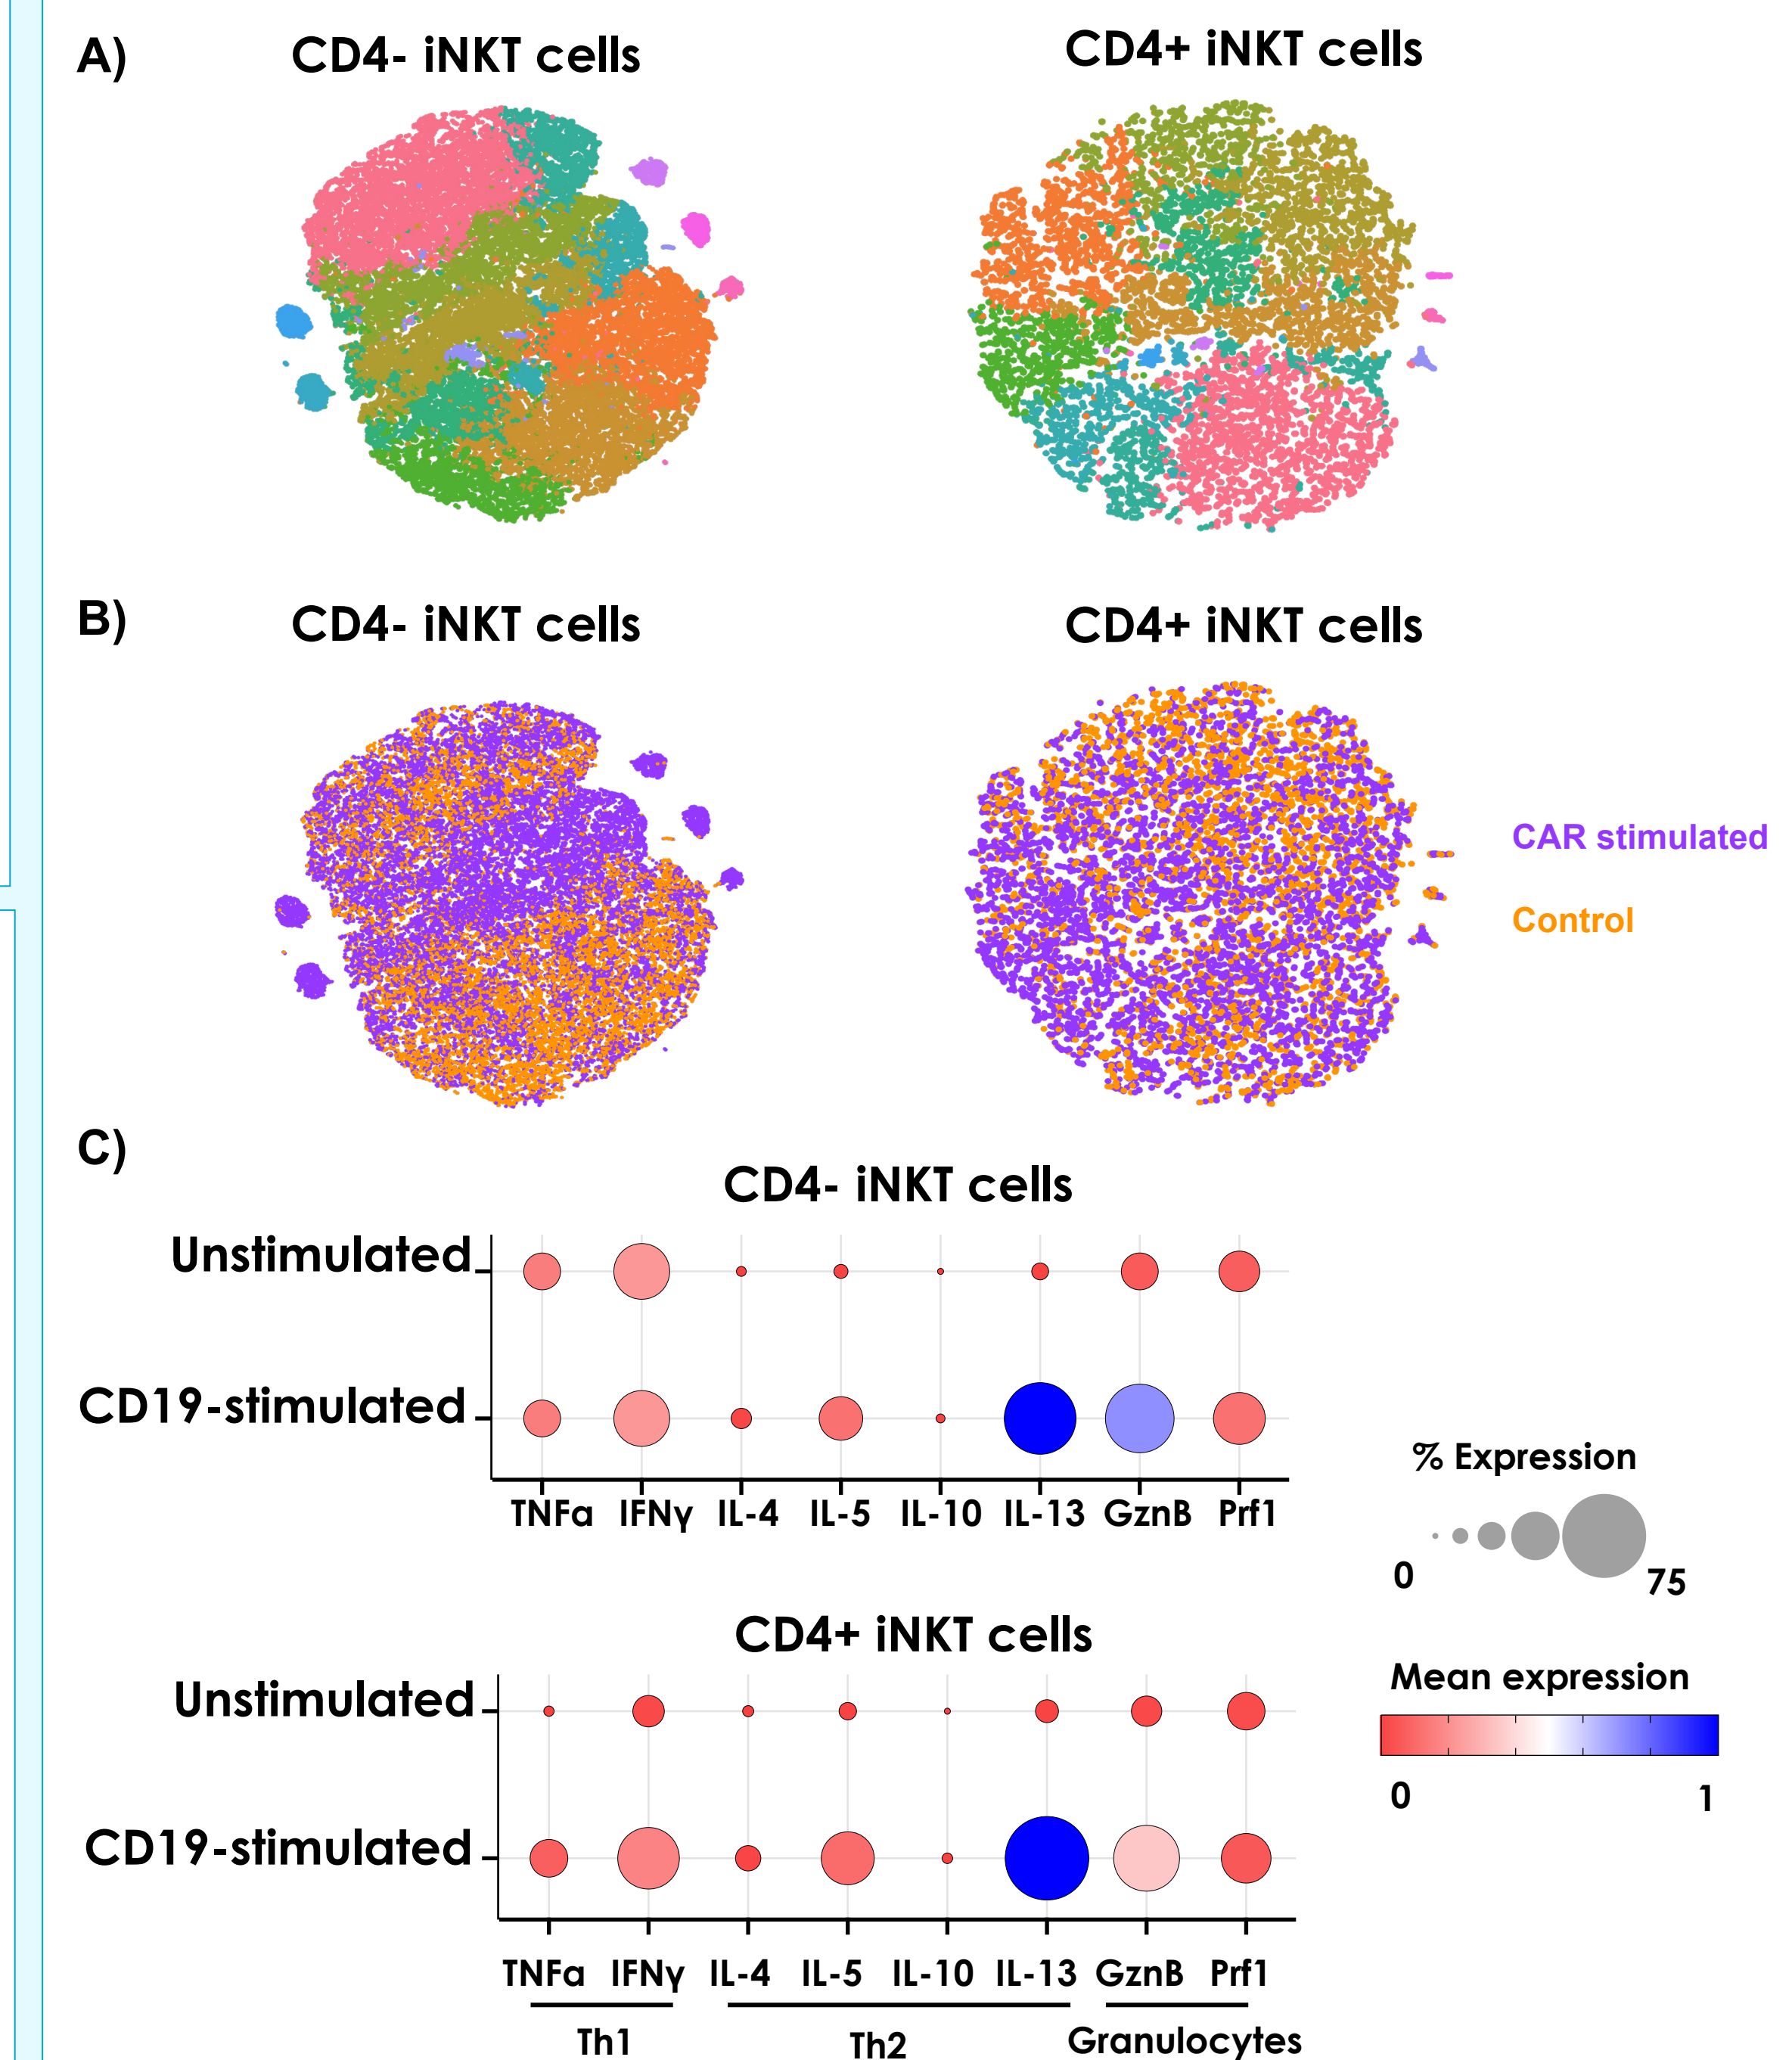 A)
CD4- iNKT cells
CD4+ iNKT cells
B)
CD4- iNKT cells
CD4+ iNKT cells
CAR stimulated
Control
C)
CD4- iNKT cells
Unstimulated
CD19-stimulated
TNFα IFNγ IL-4 IL-5 IL-10 IL-13 GznB Prf1
% Expression
0 75
CD4+ iNKT cells
Unstimulated
CD19-stimulated
Mean expression
0 1
TNFα IFNγ IL-4 IL-5 IL-10 IL-13 GznB Prf1
Th1 Th2 Granulocytes